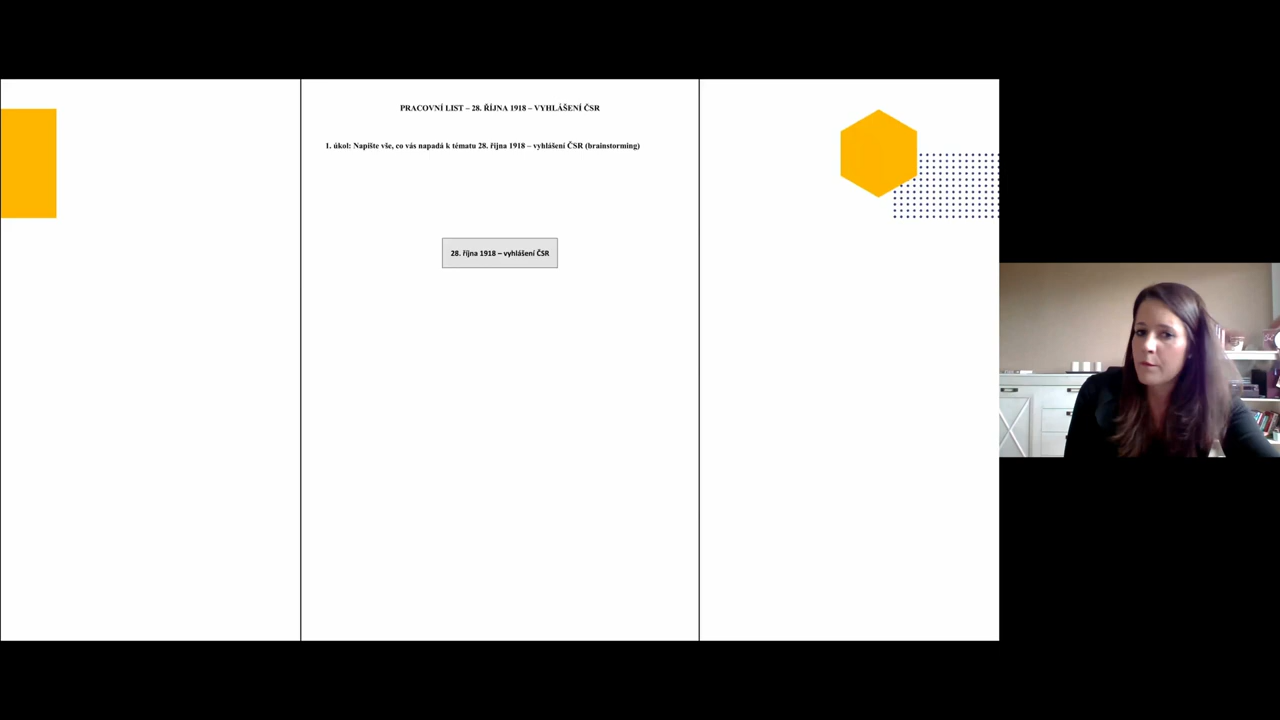 PRACOVNÍ LIST – 28. ŘÍJNA 1918 – VYHLÁŠENÍ ČSR
1. úkol: Napište vše, co vás napadá k tématu 28. října 1918 – vyhlášení ČSR (brainstorming)
28. října 1918 – vyhlášení ČSR